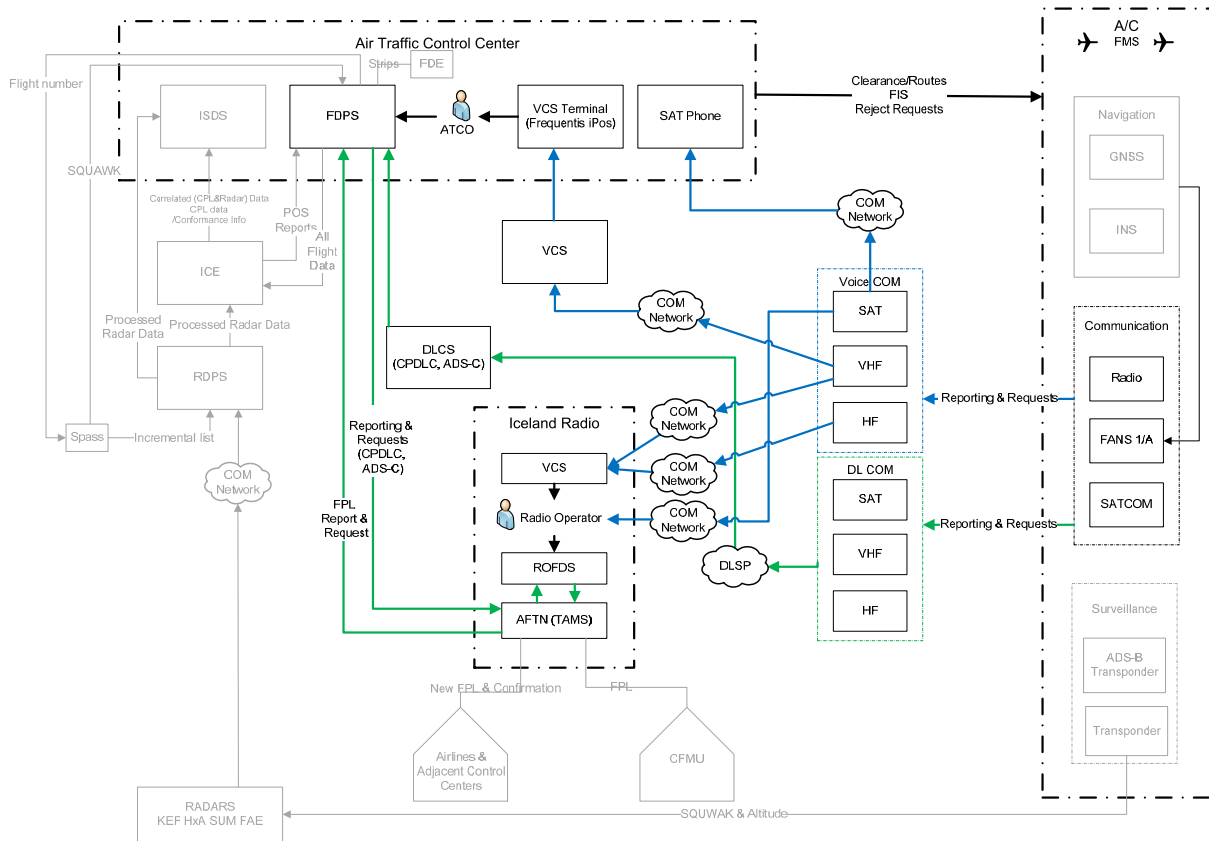 Air Traffic Control Center
A/C
FMS
Flight number
Strips
FDE
ISDS
FDPS
ATCO
VCS Terminal
(Frequentis iPos)
SAT Phone
Clearance/Routes
FIS
Reject Requests
Navigation
GNSS
INS
SQUAWK
Correlated (CPL&Radar) Data
CPL data
/Conformance Info
POS
Reports
All
Flight
Data
ICE
VCS
COM
Network
Voice COM
SAT
VHF
HF
COM
Network
Processed
Radar Data
Processed Radar Data
RDPS
DLCS
(CPDLC, ADS-C)
Communication
Radio
FANS 1/A
SATCOM
Reporting & Requests
Spass
Incremental list
COM
Network
Reporting &
Requests
(CPDLC,
ADS-C)
FPL
Report &
Request
Iceland Radio
VCS
Radio Operator
ROFDS
AFTN (TAMS)
COM
Network
COM
Network
COM
Network
DLSP
DL COM
SAT
VHF
HF
Reporting & Requests
Surveillance
ADS-B
Transponder
Transponder
New FPL & Confirmation
FPL
Airlines &
Adjacent Control
Centers
CFMU
RADARS
KEF HxA SUM FAE
SQUWAK & Altitude